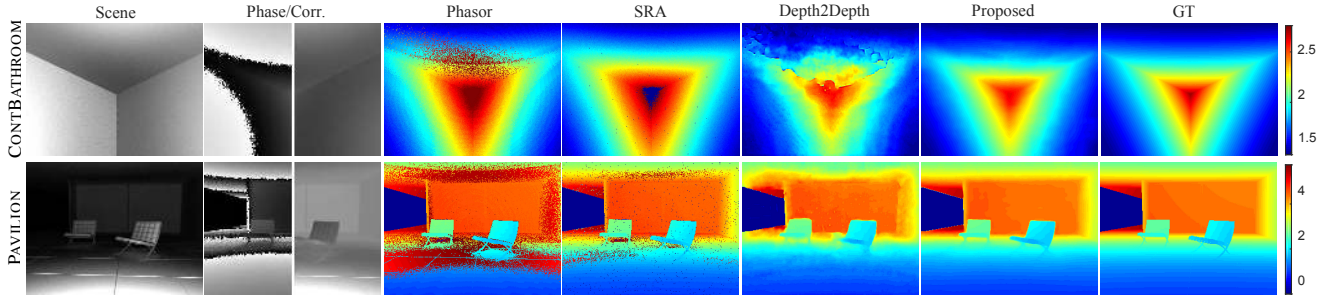 Scene Phase/Corr. Phasor SRA Depth2Depth Proposed GT
CONTBATHROOM
2.5
2
1.5
PAVILION
4
2
0